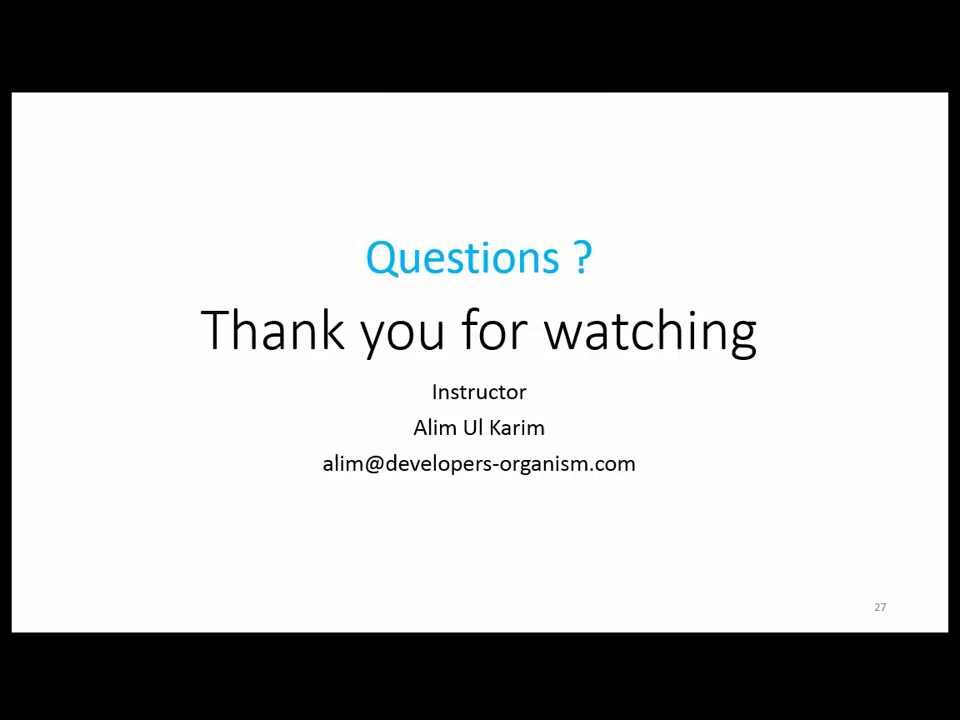 Questions ?
Thank you for watching
Instructor
Alim Ul Karim
alim@developers-organism.com
27